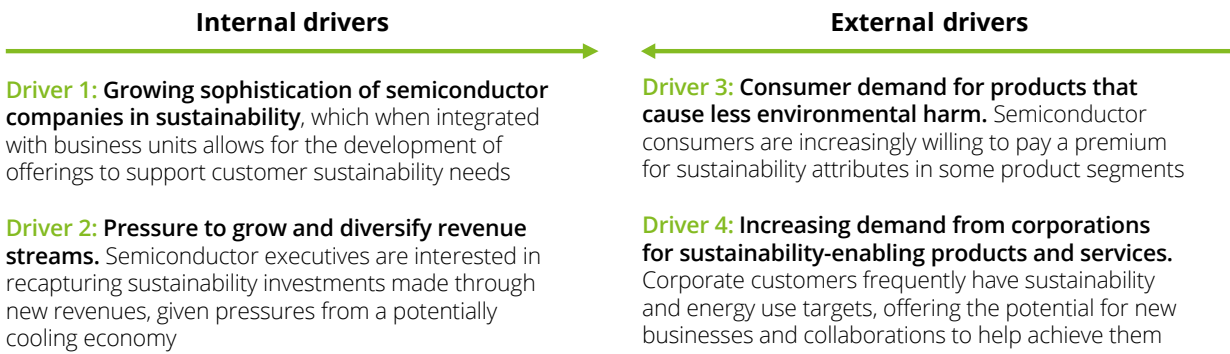 Internal drivers
Driver 1: Growing sophistication of semiconductor
companies in sustainability, which when integrated
with business units allows for the development of
offerings to support customer sustainability needs
Driver 2: Pressure to grow and diversify revenue
streams. Semiconductor executives are interested in
recapturing sustainability investments made through
new revenues, given pressures from a potentially
cooling economy
External drivers
Driver 3: Consumer demand for products that
cause less environmental harm. Semiconductor
consumers are increasingly willing to pay a premium
for sustainability attributes in some product segments
Driver 4: Increasing demand from corporations
for sustainability-enabling products and services.
Corporate customers frequently have sustainability
and energy use targets, offering the potential for new
businesses and collaborations to help achieve them